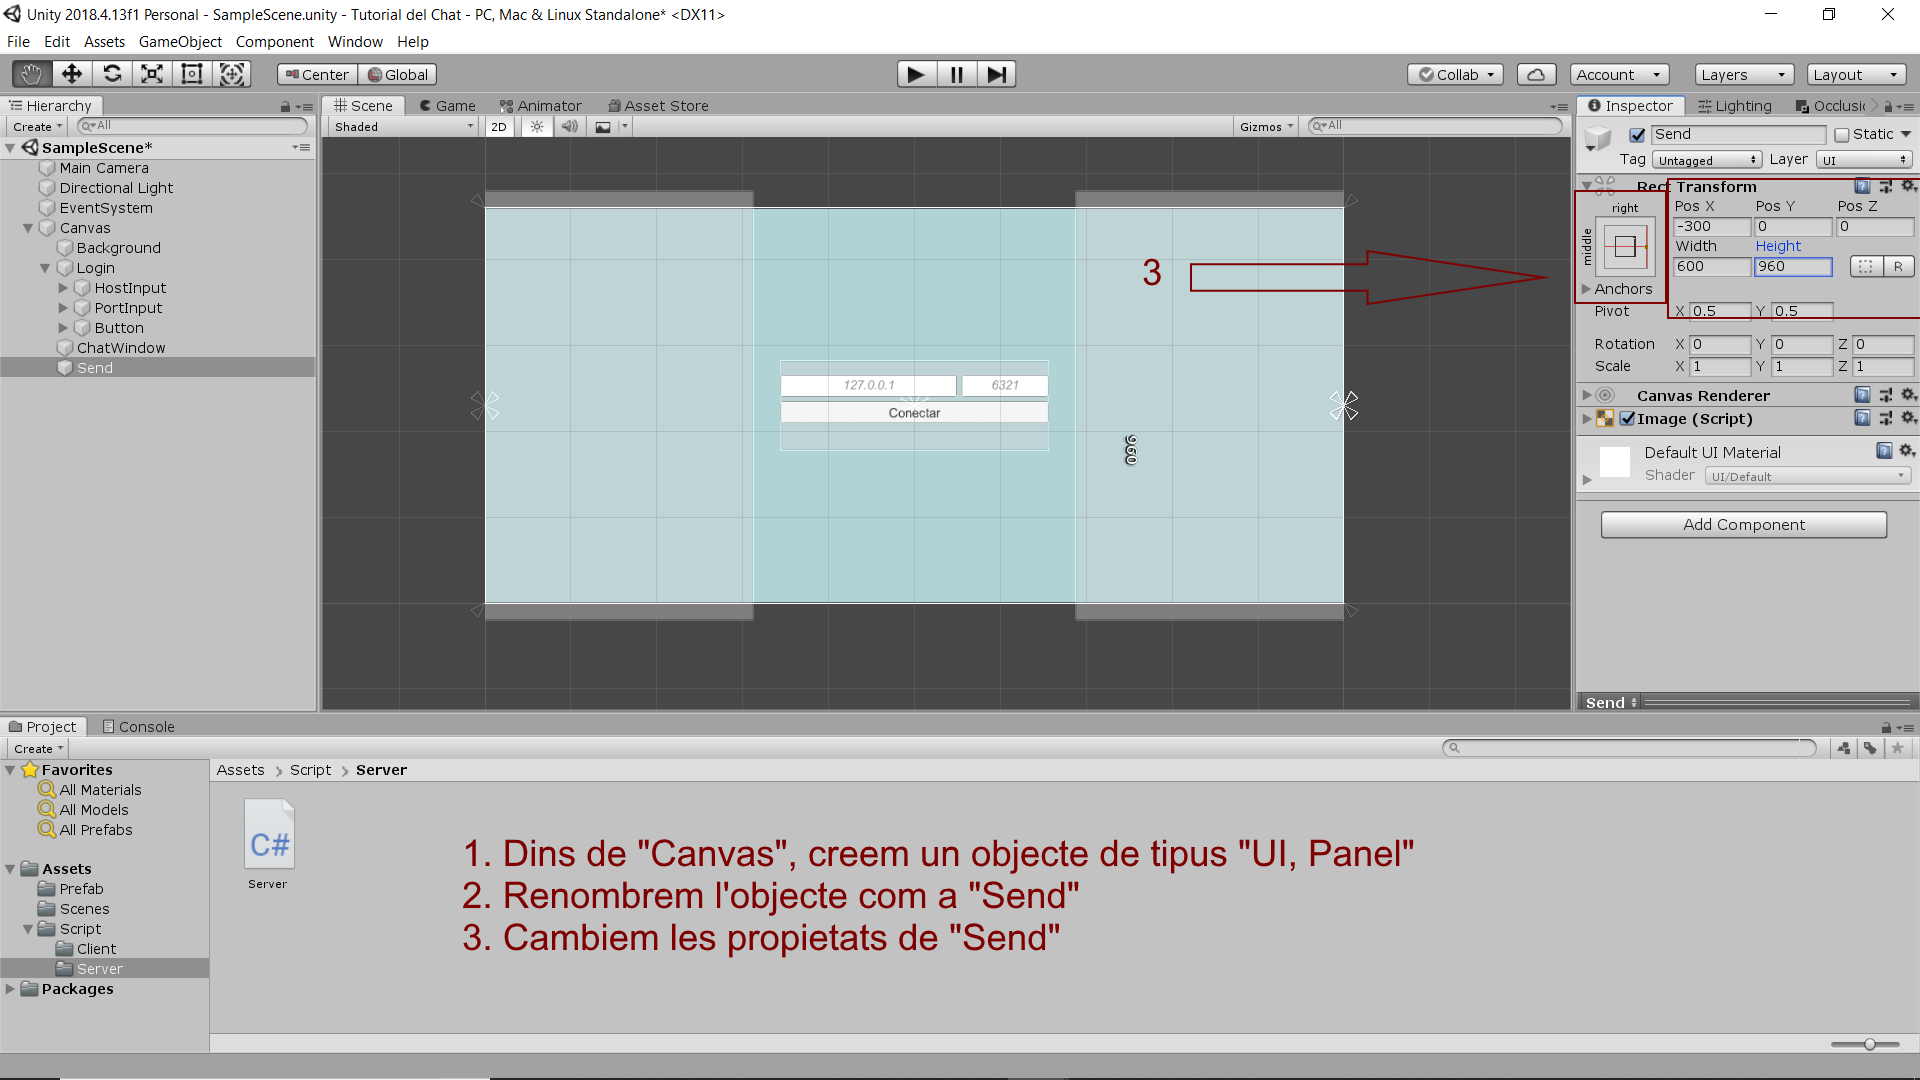 Unity 2018.4.13f1 Personal - SampleScene.unity - Tutorial del Chat - PC, Mac & Linux Standalone* <DX11>
File Edit Assets GameObject Component Window Help
Center Global
Collab Account Layers Layout
Hierarchy
Create All
SampleScene*
Main Camera
Directional Light
EventSystem
Canvas
Background
Login
HostInput
PortInput
Button
ChatWindow
Send
Scene Game Animator Asset Store
Shaded 2D Gizmos All
3
127.0.0.1 6321
Conectar
960
Inspector Lighting Occlusic
Send Static
Tag Untagged Layer UI
Rect Transform
right
middle
Pos X Pos Y Pos Z
-300 0 0
Width Height
600 960 R
Anchors
Pivot X 0.5 Y 0.5
Rotation X 0 Y 0 Z 0
Scale X 1 Y 1 Z 1
Canvas Renderer
Image (Script)
Default UI Material
Shader UI/Default
Add Component
Send
Project Console
Create
Favorites
All Materials
All Models
All Prefabs
Assets
Prefab
Scenes
Script
Client
Server
Packages
Assets Script Server
C#
Server
1. Dins de "Canvas", creem un objecte de tipus "UI, Panel"
2. Renombrem l'objecte com a "Send"
3. Cambiem les propietats de "Send"